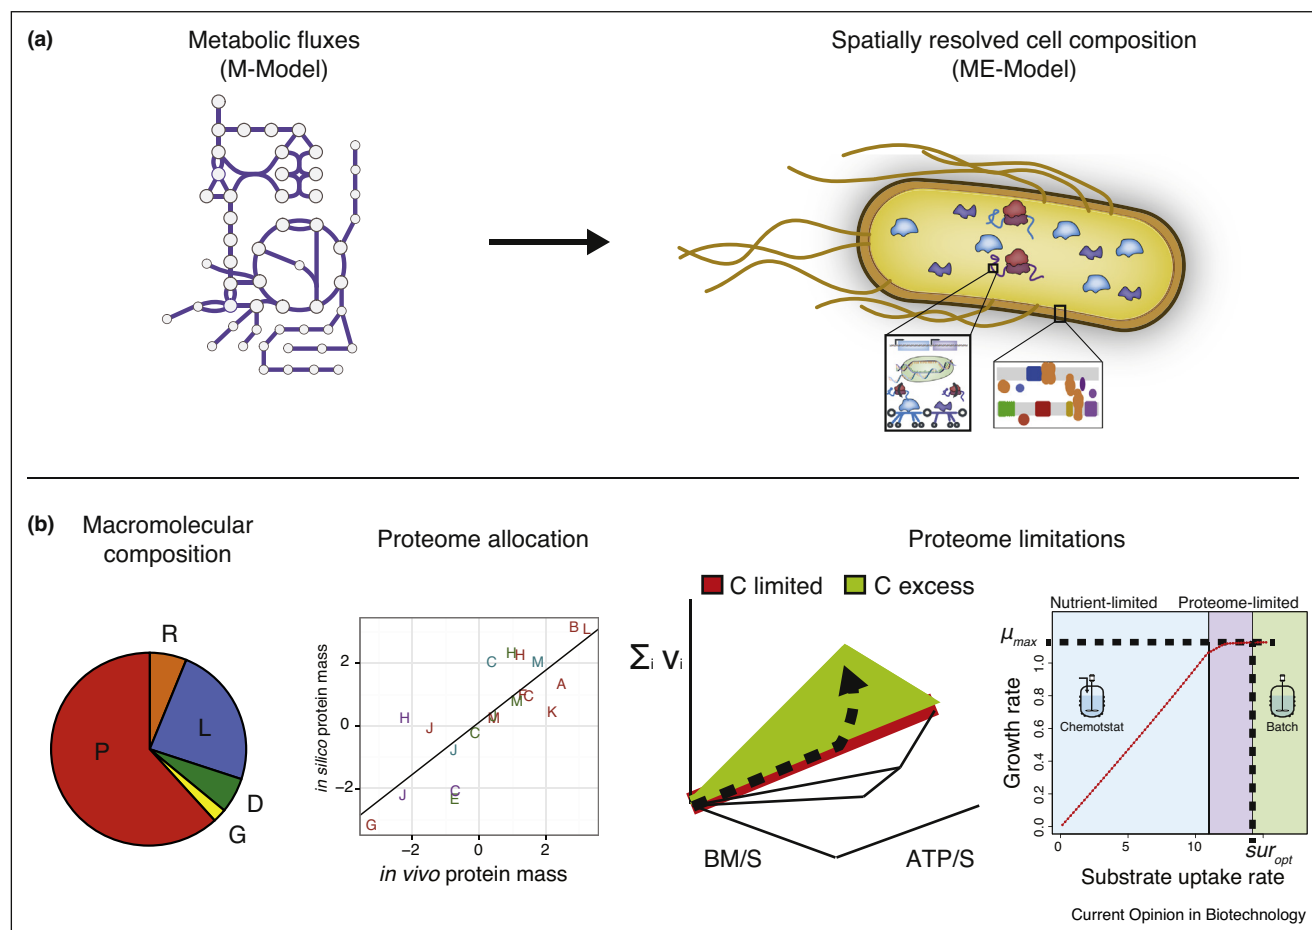 (a)
Metabolic fluxes
(M-Model)
Spatially resolved cell composition
(ME-Model)
(b)
Macromolecular
composition
R
L
P
D
G
Proteome allocation
in silico protein mass
2
0
−2
B L
H H
C M
A
F C
M K
H M
J C
J
C
J E
G
−2 0 2
in vivo protein mass
Proteome limitations
C limited C excess
Σi vi
BM/S ATP/S
Nutrient-limited Proteome-limited
μmax
Growth rate
1.0
0.8
0.6
0.4
0.2
0.0
Chemotstat
Batch
0 5 10
suropt
Substrate uptake rate
Current Opinion in Biotechnology